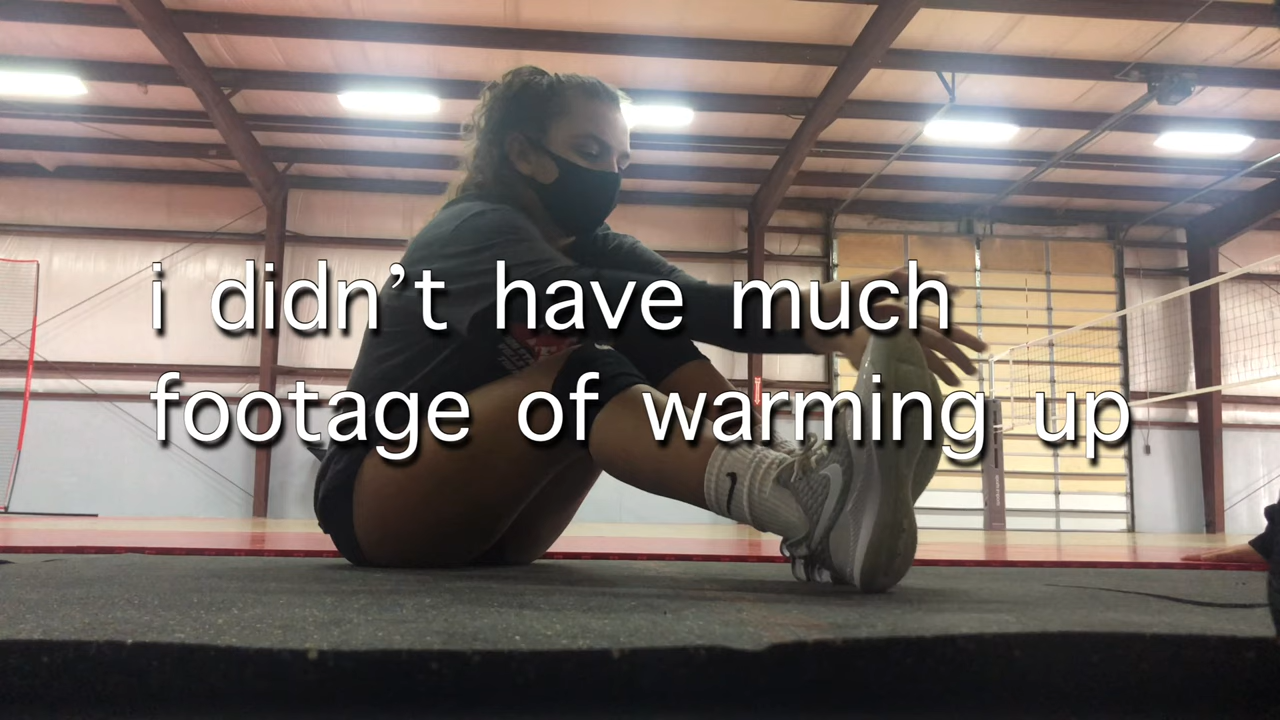 i didn’t have much
footage of warming up